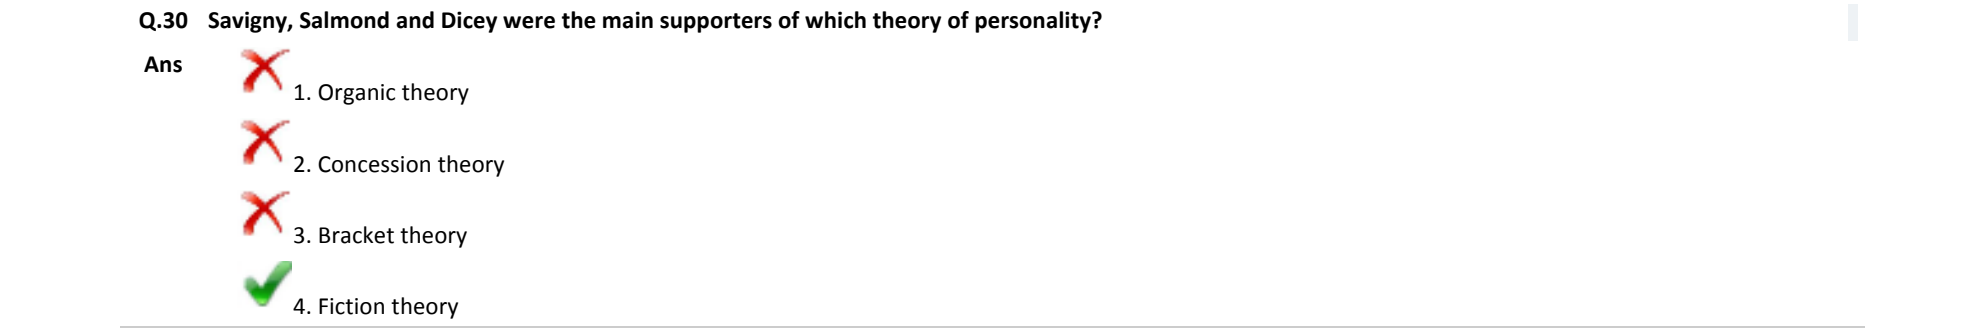 Q.30 Savigny, Salmond and Dicey were the main supporters of which theory of personality?
Ans
1. Organic theory
2. Concession theory
3. Bracket theory
4. Fiction theory